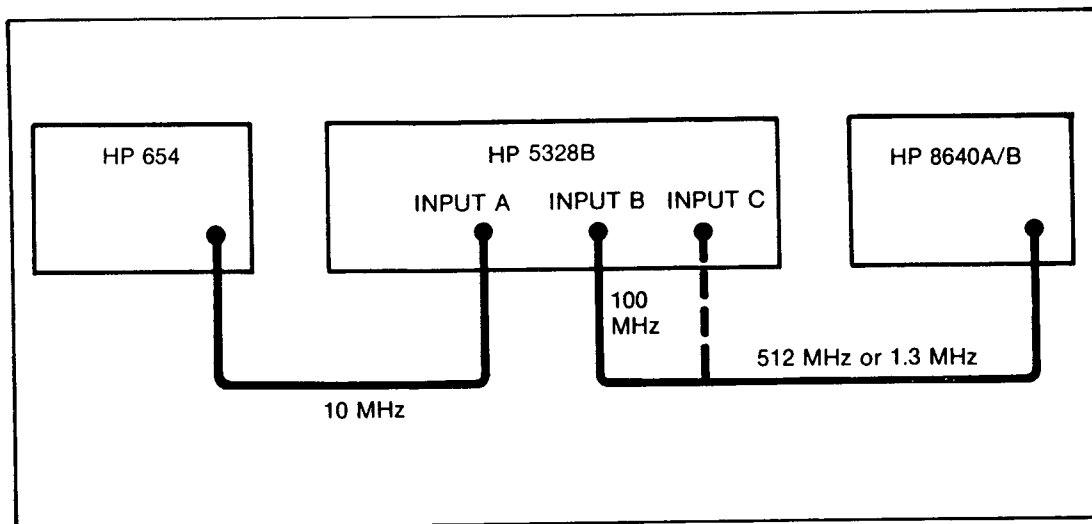 HP 654
HP 5328B
HP 8640A/B
INPUT A INPUT B INPUT C
100
MHz
512 MHz or 1.3 MHz
10 MHz